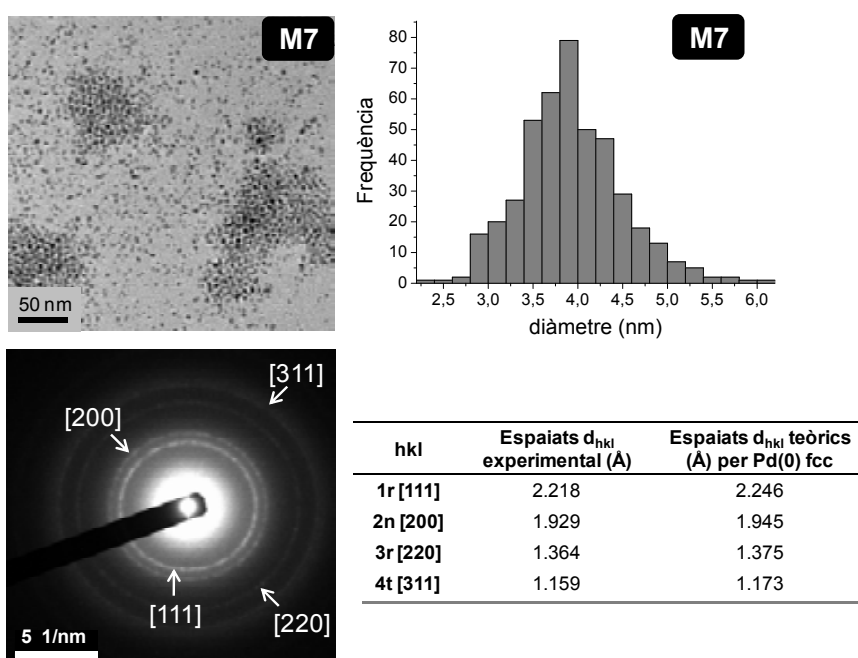 M7
50 nm
M7
Frequència
80
70
60
50
40
30
20
10
0
2,5 3,0 3,5 4,0 4,5 5,0 5,5 6,0
diàmetre (nm)
[311]
[200]
[111]
[220]
5 1/nm
hkl Espaiats dhkl experimental (Å) Espaiats dhkl teòrics (Å) per Pd(0) fcc
1r [111] 2.218 2.246
2n [200] 1.929 1.945
3r [220] 1.364 1.375
4t [311] 1.159 1.173